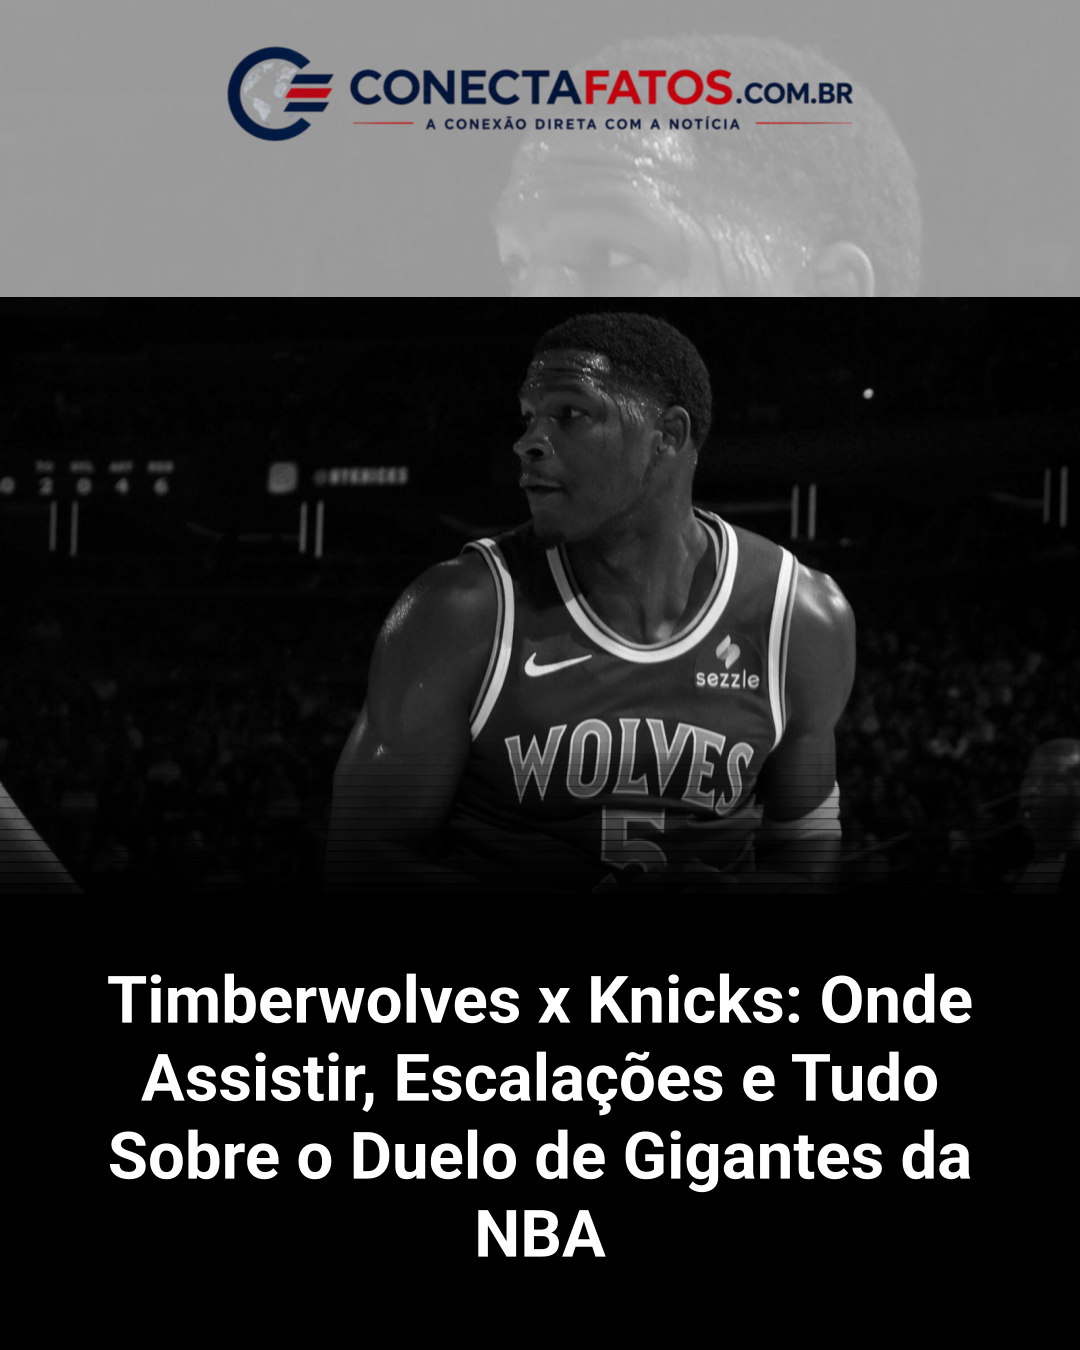 CONECTAFATOS.COM.BR
A CONEXÃO DIRETA COM A NOTÍCIA
@NYKNICKS
sezzle
WOLVES
5
Timberwolves x Knicks: Onde
Assistir, Escalações e Tudo
Sobre o Duelo de Gigantes da
NBA